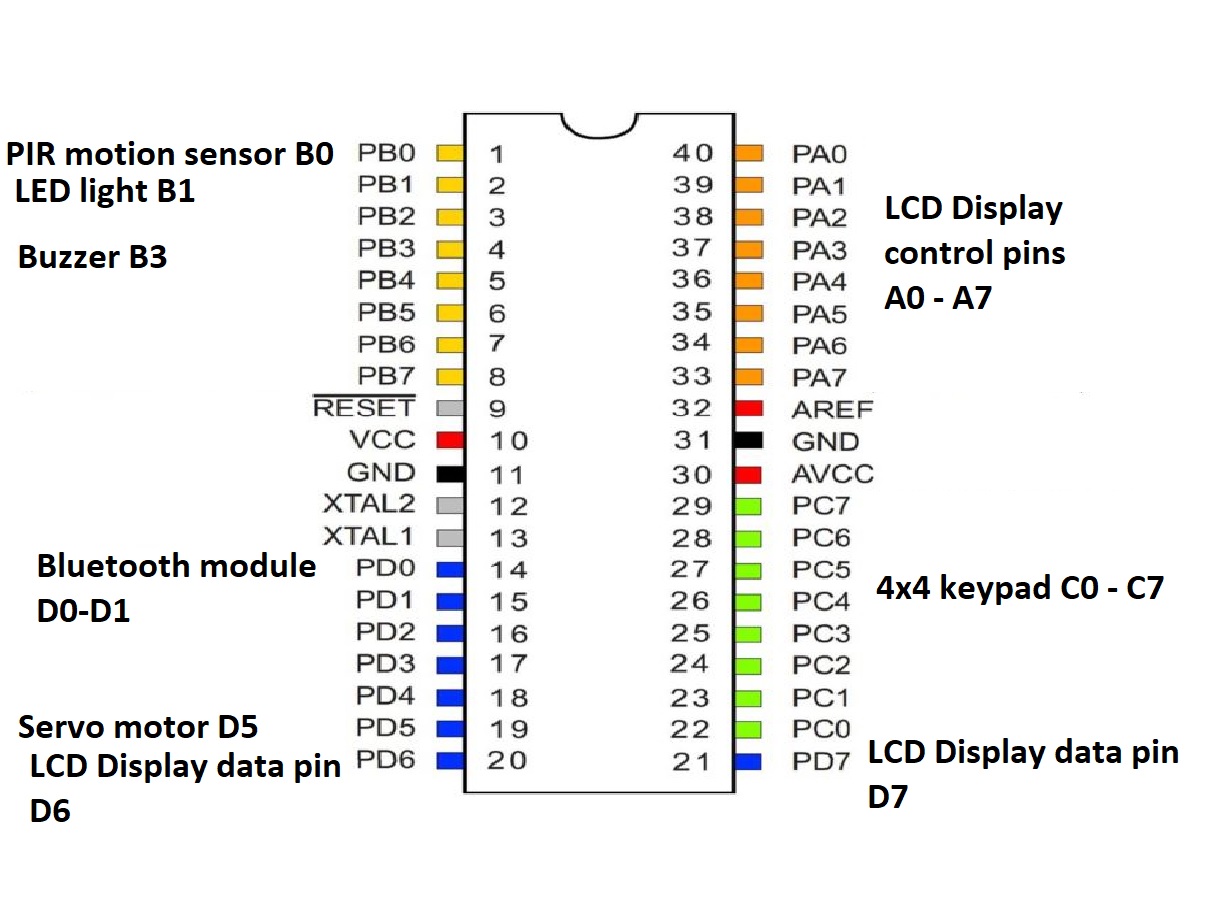 PIR motion sensor B0 PB0 1 40 PA0
LED light B1 PB1 2 39 PA1
PB2 3 38 PA2 LCD Display
Buzzer B3 PB3 4 37 PA3 control pins
PB4 5 36 PA4 A0 - A7
PB5 6 35 PA5
PB6 7 34 PA6
PB7 8 33 PA7
RESET 9 32 AREF
VCC 10 31 GND
GND 11 30 AVCC
XTAL2 12 29 PC7
XTAL1 13 28 PC6
Bluetooth module PD0 14 27 PC5
D0-D1 PD1 15 26 PC4 4x4 keypad C0 - C7
PD2 16 25 PC3
PD3 17 24 PC2
PD4 18 23 PC1
Servo motor D5 PD5 19 22 PC0
LCD Display data pin PD6 20 21 PD7 LCD Display data pin
D6 D7